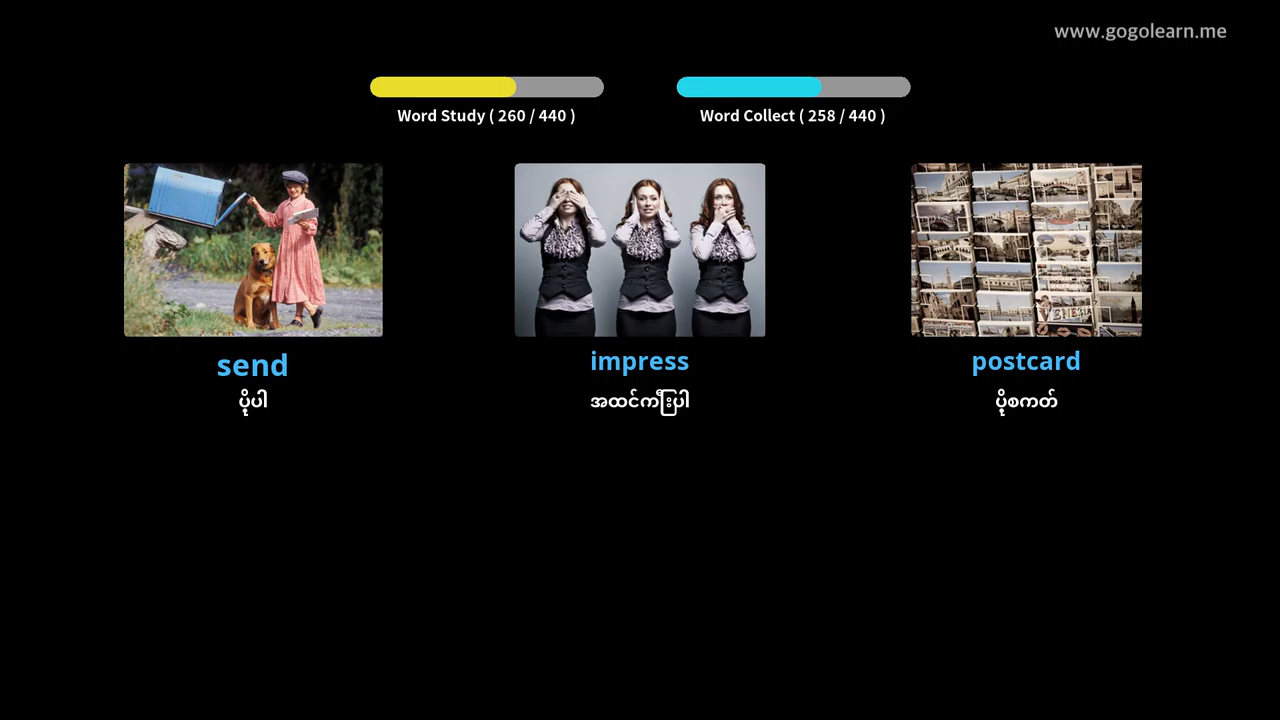 www.gogolearn.me
Word Study ( 260 / 440 )
Word Collect ( 258 / 440 )
send
impress
postcard
ပို့ပါ
အထင်ကြီးပါ
ပို့စကတ်
VENEZIA